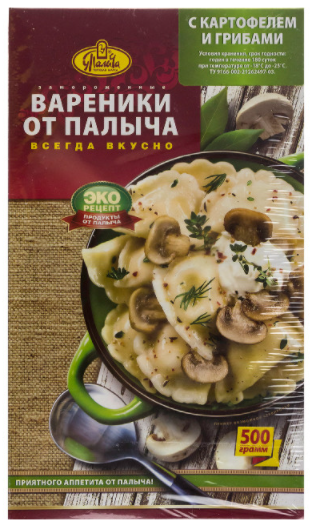 Палыча
С КАРТОФЕЛЕМ
И ГРИБАМИ
замороженные
ВАРЕНИКИ
ОТ ПАЛЫЧА
ВСЕГДА ВКУСНО
ЭКО
РЕЦЕПТ
ПРОДУКТЫ
ОТ ПАЛЫЧА
500
грамм
ПРИЯТНОГО АППЕТИТА ОТ ПАЛЫЧА!